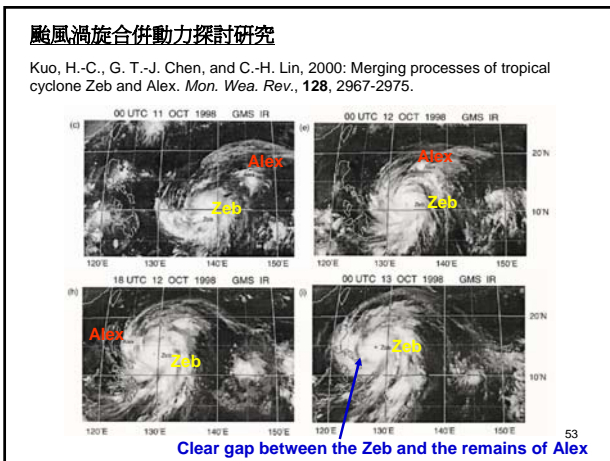 颱風渦旋合併動力探討研究
Kuo, H.-C., G. T.-J. Chen, and C.-H. Lin, 2000: Merging processes of tropical
cyclone Zeb and Alex. Mon. Wea. Rev., 128, 2967-2975.
(c) 00 UTC 11 OCT 1998 GMS IR
Alex
Zeb
120°E 130°E 140°E 150°E
(e) 00 UTC 12 OCT 1998 GMS IR
Alex
Zeb
20°N
10°N
120°E 130°E 140°E 150°E
(h) 18 UTC 12 OCT 1998 GMS IR
Alex
Zeb
120°E 130°E 140°E 150°E
(i) 00 UTC 13 OCT 1998 GMS IR
Zeb
20°N
10°N
120°E 130°E 140°E 150°E
Clear gap between the Zeb and the remains of Alex
53